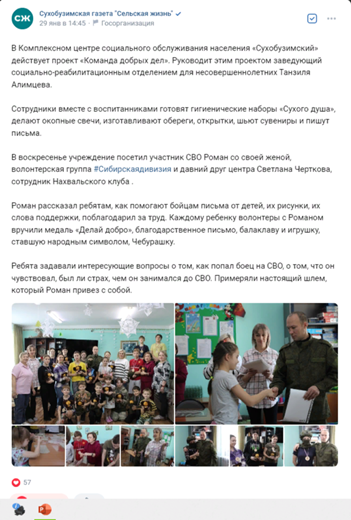 Сухобузимская газета "Сельская жизнь"
СЖ
29 янв в 14:45 · Госорганизация
В Комплексном центре социального обслуживания населения «Сухобузимский»
действует проект «Команда добрых дел». Руководит этим проектом заведующий
социально-реабилитационным отделением для несовершеннолетних Танзиля
Алимцева.
Сотрудники вместе с воспитанниками готовят гигиенические наборы «Сухого душа»,
делают окопные свечи, изготавливают обереги, открытки, шьют сувениры и пишут
письма.
В воскресенье учреждение посетил участник СВО Роман со своей женой,
волонтерская группа #Сибирскаядивизия и давний друг центра Светлана Черткова,
сотрудник Нахвальского клуба .
Роман рассказал ребятам, как помогают бойцам письма от детей, их рисунки, их
слова поддержки, поблагодарил за труд. Каждому ребенку волонтеры с Романом
вручили медаль «Делай добро», благодарственное письмо, балаклаву и игрушку,
ставшую народным символом, Чебурашку.
Ребята задавали интересующие вопросы о том, как попал боец на СВО, о том, что он
чувствовал, был ли страх, чем он занимался до СВО. Примеряли настоящий шлем,
который Роман привез с собой.
57